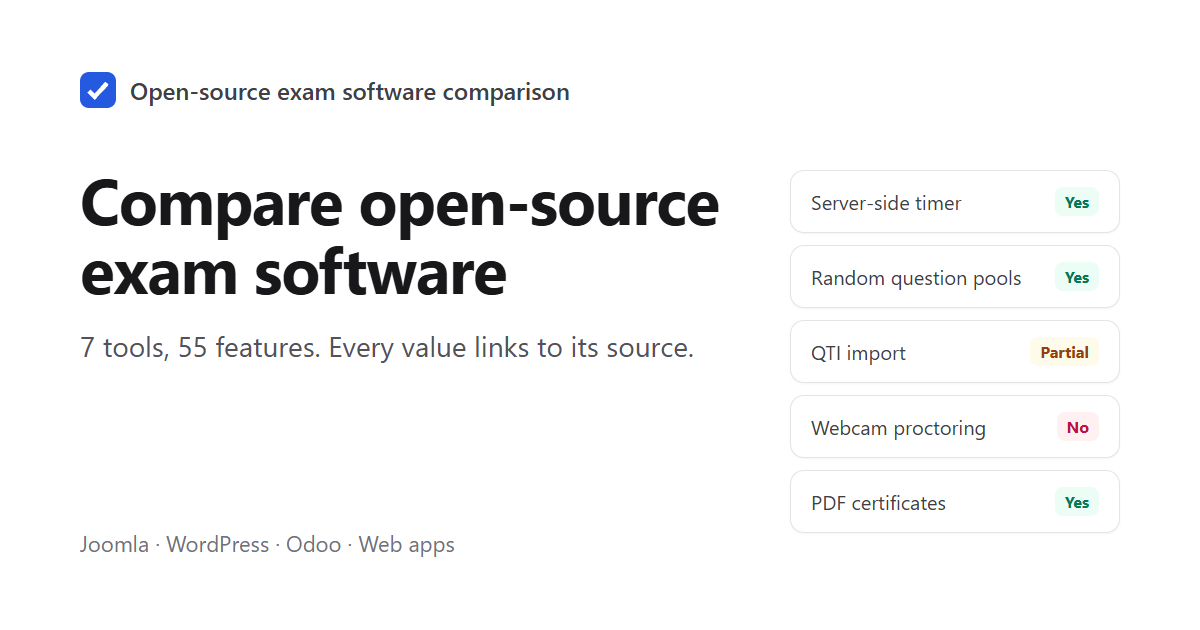 Open-source exam software comparison
Compare open-source
exam software
7 tools, 55 features. Every value links to its source.
Joomla · WordPress · Odoo · Web apps
Server-side timer Yes
Random question pools Yes
QTI import Partial
Webcam proctoring No
PDF certificates Yes